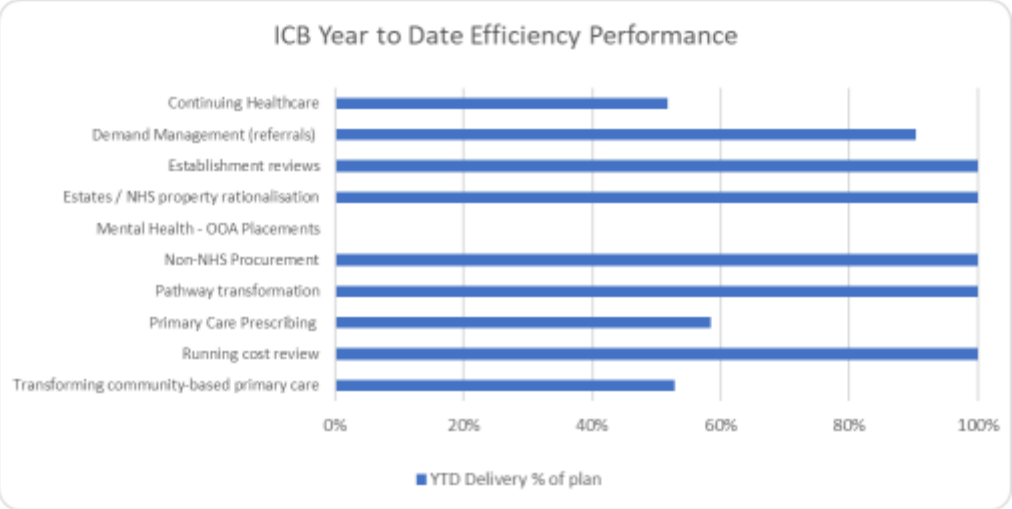 ICB Year to Date Efficiency Performance
Continuing Healthcare
Demand Management (referrals)
Establishment reviews
Estates / NHS property rationalisation
Mental Health - OOA Placements
Non-NHS Procurement
Pathway transformation
Primary Care Prescribing
Running cost review
Transforming community-based primary care
0% 20% 40% 60% 80% 100%
YTD Delivery % of plan